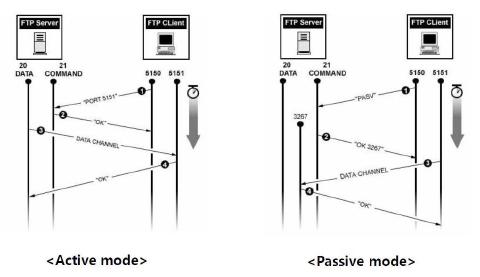 FTP Server
FTP CLient
20
21
DATA
COMMAND
5150
5151
1
"PORT 5151"
2
"OK"
3
DATA CHANNEL
4
"OK"
<Active mode>
FTP Server
FTP CLient
20
21
DATA
COMMAND
5150
5151
1
"PASV"
3267
2
"OK 3267"
3
DATA CHANNEL
4
"OK"
<Passive mode>